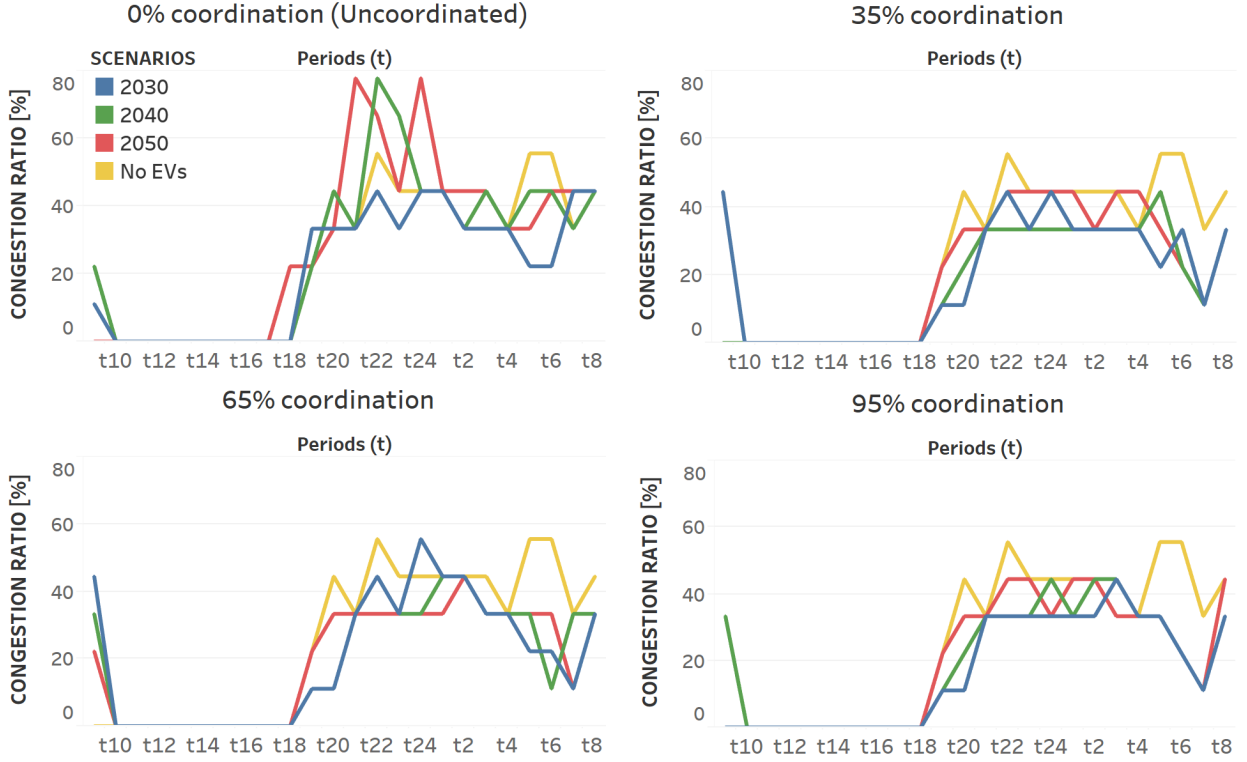 0% coordination (Uncoordinated)
SCENARIOS
2030
2040
2050
No EVs
Periods (t)
CONGESTION RATIO [%]
80
60
40
20
0
t10 t12 t14 t16 t18 t20 t22 t24 t2 t4 t6 t8
35% coordination
Periods (t)
CONGESTION RATIO [%]
80
60
40
20
0
t10 t12 t14 t16 t18 t20 t22 t24 t2 t4 t6 t8
65% coordination
Periods (t)
CONGESTION RATIO [%]
80
60
40
20
0
t10 t12 t14 t16 t18 t20 t22 t24 t2 t4 t6 t8
95% coordination
Periods (t)
CONGESTION RATIO [%]
80
60
40
20
0
t10 t12 t14 t16 t18 t20 t22 t24 t2 t4 t6 t8